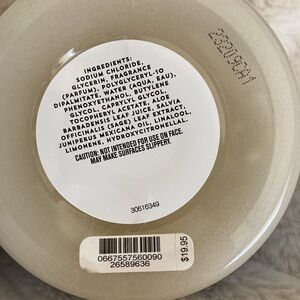 INGREDIENTS:
SODIUM CHLORIDE,
GLYCERIN, FRAGRANCE
(PARFUM), POLYGLYCERYL-10
DIPALMITATE, WATER (AQUA, EAU),
PHENOXYETHANOL, BUTYLENE
GLYCOL, CAPRYLYL GLYCOL,
TOCOPHERYL ACETATE, ALOE
BARBADENSIS LEAF JUICE, SALVIA
OFFICINALIS (SAGE) LEAF EXTRACT,
JUNIPERUS MEXICANA OIL, LINALOOL,
LIMONENE, HYDROXYCITRONELLAL.
CAUTION: NOT INTENDED FOR USE ON FACE.
MAY MAKE SURFACES SLIPPERY.
30616349
0667557560090
26589636
$19.95